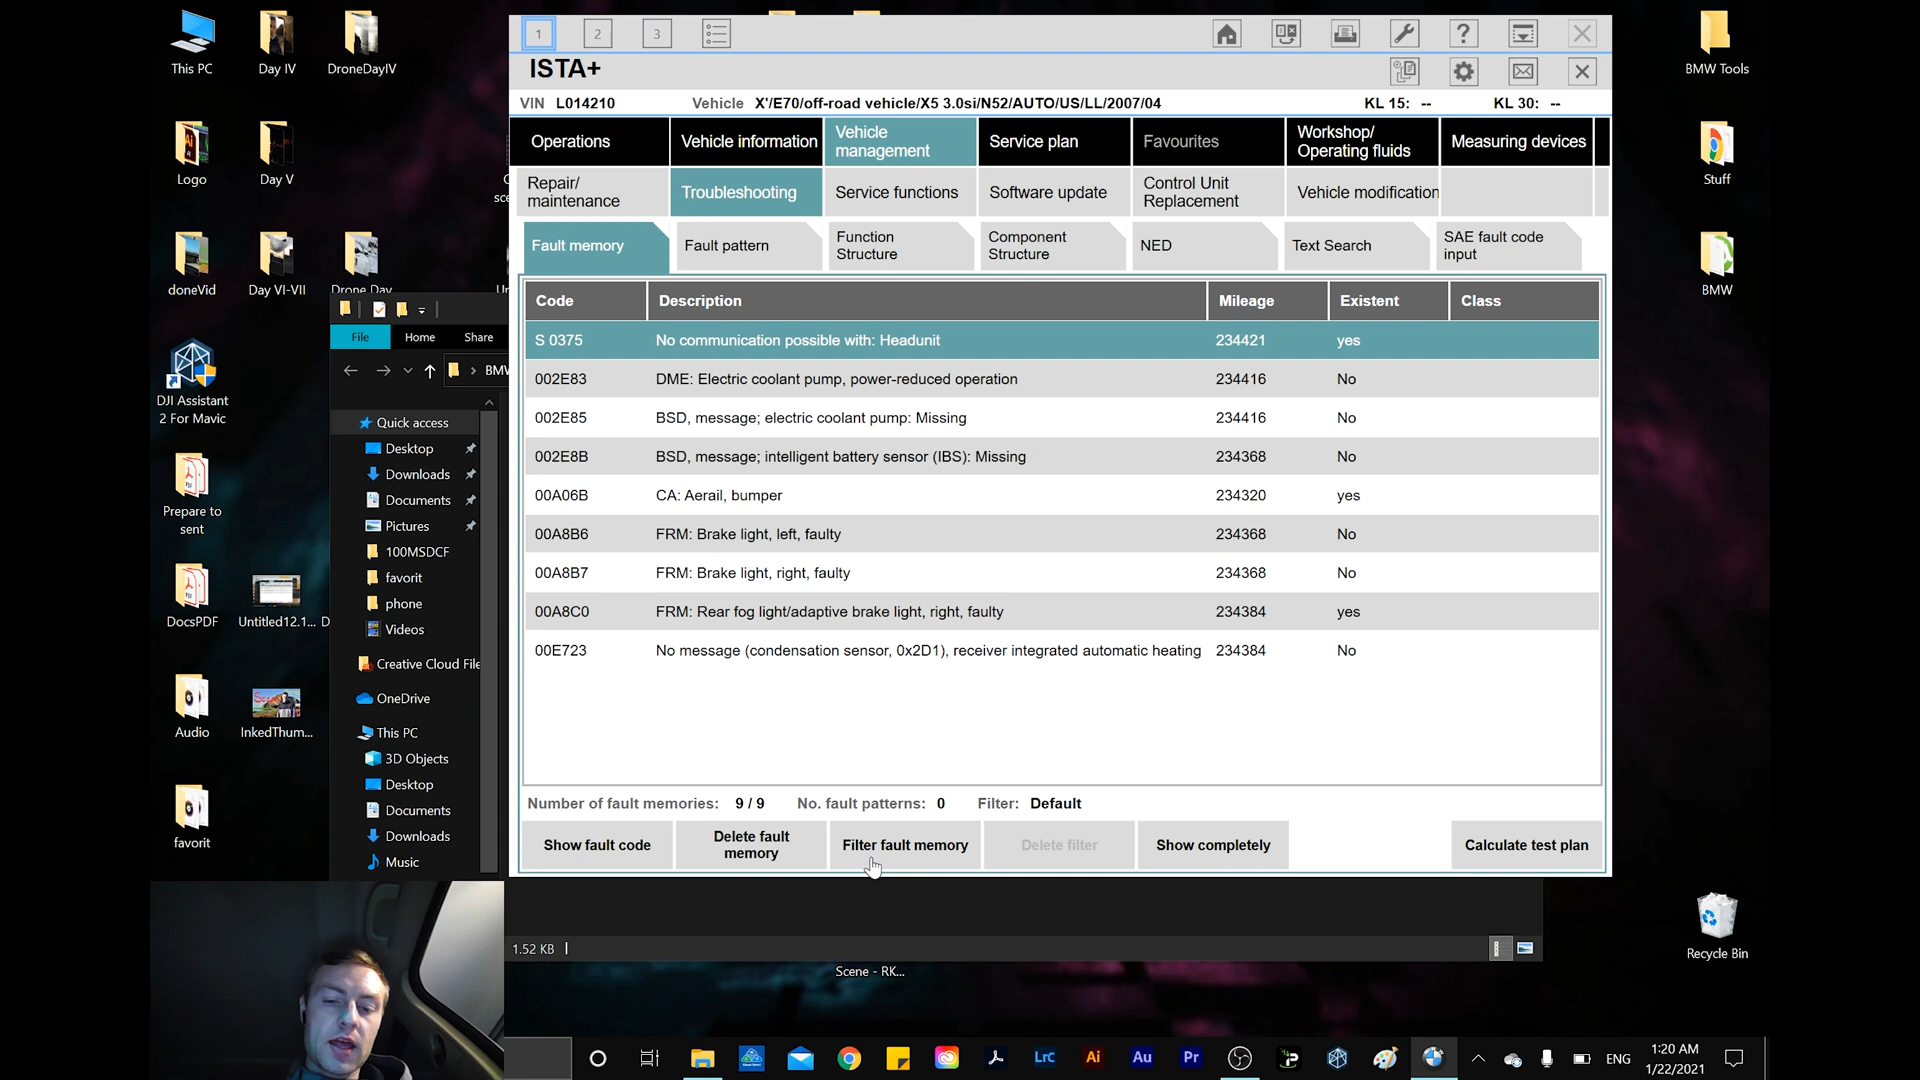 This PC
Day IV
DroneDayIV
Logo
Day V
doneVid
Day VI-VII
Drone Day
DJI Assistant
2 For Mavic
Prepare to
sent
DocsPDF
Untitled12.1...
D
Audio
InkedThum...
favorit
File
Home
Share
BMW
Quick access
Desktop
Downloads
Documents
Pictures
100MSDCF
favorit
phone
Videos
Creative Cloud File
OneDrive
This PC
3D Objects
Desktop
Documents
Downloads
Music
1
2
3
ISTA+
VIN L014210
Vehicle X'/E70/off-road vehicle/X5 3.0si/N52/AUTO/US/LL/2007/04
KL 15: --
KL 30: --
Operations
Vehicle information
Vehicle
management
Service plan
Favourites
Workshop/
Operating fluids
Measuring devices
Repair/
maintenance
Troubleshooting
Service functions
Software update
Control Unit
Replacement
Vehicle modification
Fault memory
Fault pattern
Function
Structure
Component
Structure
NED
Text Search
SAE fault code
input
Code Description Mileage Existent Class
S 0375 No communication possible with: Headunit 234421 yes
002E83 DME: Electric coolant pump, power-reduced operation 234416 No
002E85 BSD, message; electric coolant pump: Missing 234416 No
002E8B BSD, message; intelligent battery sensor (IBS): Missing 234368 No
00A06B CA: Aerail, bumper 234320 yes
00A8B6 FRM: Brake light, left, faulty 234368 No
00A8B7 FRM: Brake light, right, faulty 234368 No
00A8C0 FRM: Rear fog light/adaptive brake light, right, faulty 234384 yes
00E723 No message (condensation sensor, 0x2D1), receiver integrated automatic heating 234384 No
Number of fault memories: 9 / 9 No. fault patterns: 0 Filter: Default
Show fault code
Delete fault
memory
Filter fault memory
Delete filter
Show completely
Calculate test plan
1.52 KB
Scene - RK...
BMW Tools
Stuff
BMW
Recycle Bin
Lrc
Ai
Au
Pr
ENG
1:20 AM
1/22/2021